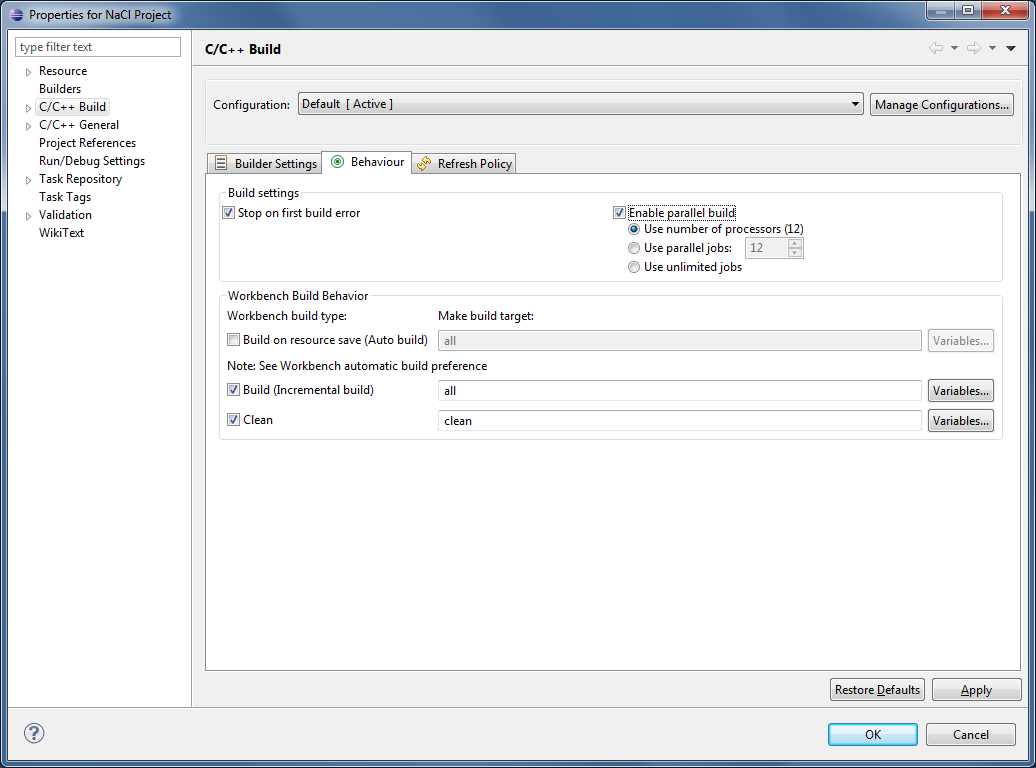 Properties for NaCl Project
type filter text
C/C++ Build
Resource
Builders
C/C++ Build
C/C++ General
Project References
Run/Debug Settings
Task Repository
Task Tags
Validation
WikiText
Configuration: Default [ Active ] Manage Configurations...
Builder Settings Behaviour Refresh Policy
Build settings
Stop on first build error Enable parallel build
Use number of processors (12)
Use parallel jobs: 12
Use unlimited jobs
Workbench Build Behavior
Workbench build type: Make build target:
Build on resource save (Auto build) all Variables...
Note: See Workbench automatic build preference
Build (Incremental build) all Variables...
Clean clean Variables...
Restore Defaults Apply
? OK Cancel